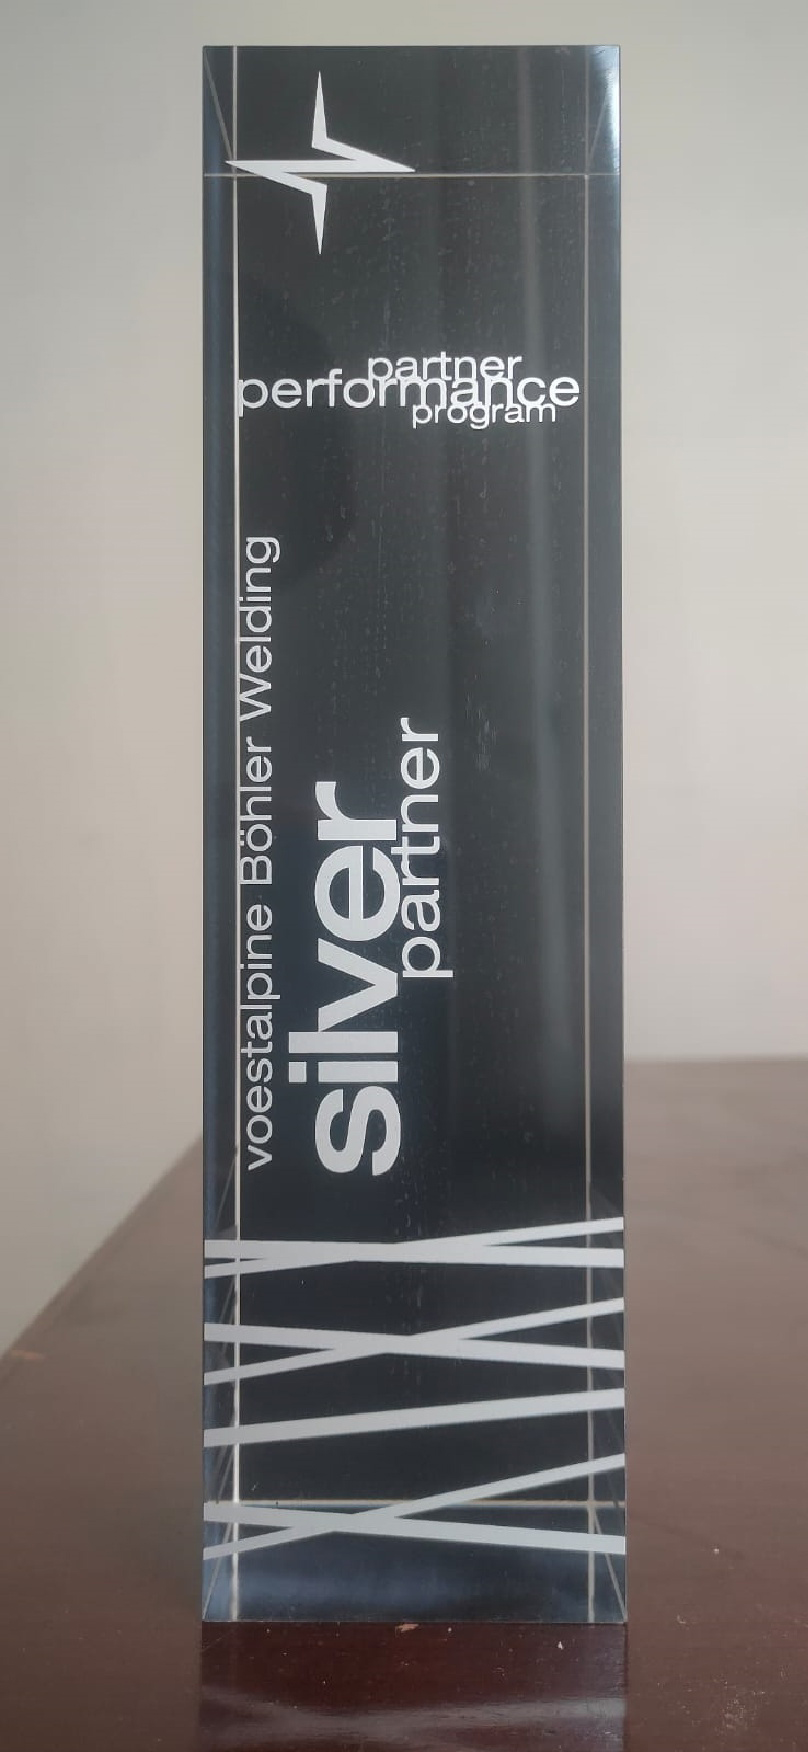 partner
performance
program
voestalpine Böhler Welding
silver
partner